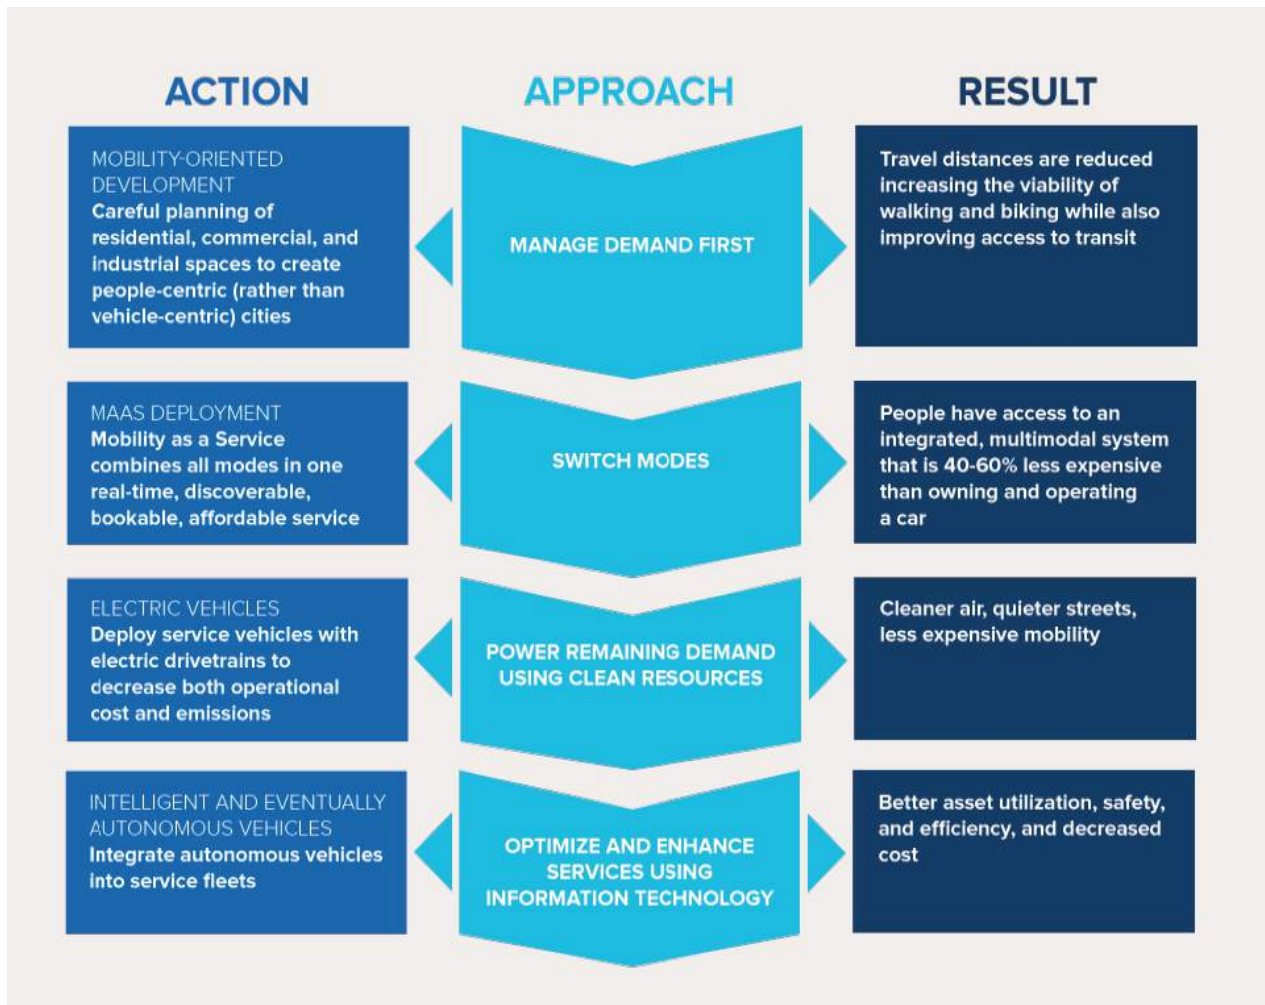 ACTION
APPROACH
RESULT
MOBILITY-ORIENTED
DEVELOPMENT
Careful planning of
residential, commercial, and
industrial spaces to create
people-centric (rather than
vehicle-centric) cities
MANAGE DEMAND FIRST
Travel distances are reduced
increasing the viability of
walking and biking while also
improving access to transit
MAAS DEPLOYMENT
Mobility as a Service
combines all modes in one
real-time, discoverable,
bookable, affordable service
SWITCH MODES
People have access to an
integrated, multimodal system
that is 40-60% less expensive
than owning and operating
a car
ELECTRIC VEHICLES
Deploy service vehicles with
electric drivetrains to
decrease both operational
cost and emissions
POWER REMAINING DEMAND
USING CLEAN RESOURCES
Cleaner air, quieter streets,
less expensive mobility
INTELLIGENT AND EVENTUALLY
AUTONOMOUS VEHICLES
Integrate autonomous vehicles
into service fleets
OPTIMIZE AND ENHANCE
SERVICES USING
INFORMATION TECHNOLOGY
Better asset utilization, safety,
and efficiency, and decreased
cost